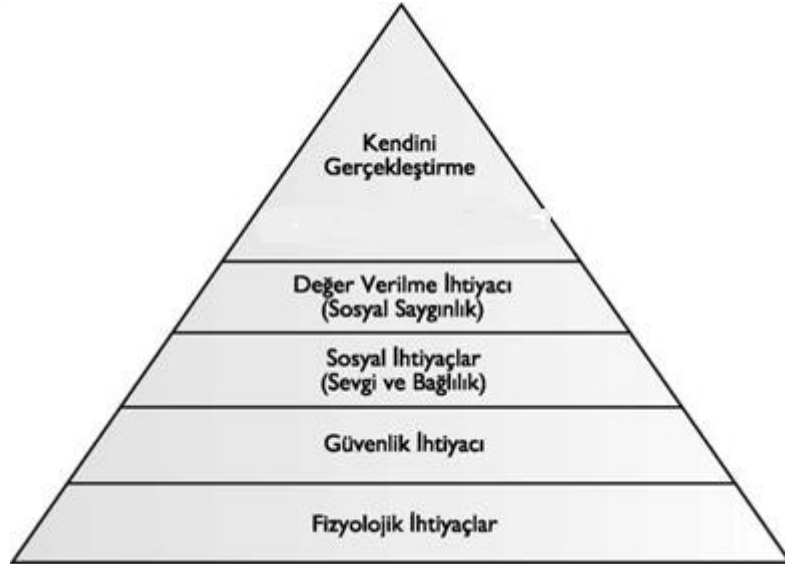 Kendini
Gerçekleştirme
Değer Verilme İhtiyacı
(Sosyal Saygınlık)
Sosyal İhtiyaçlar
(Sevgi ve Bağlılık)
Güvenlik İhtiyacı
Fizyolojik İhtiyaçlar